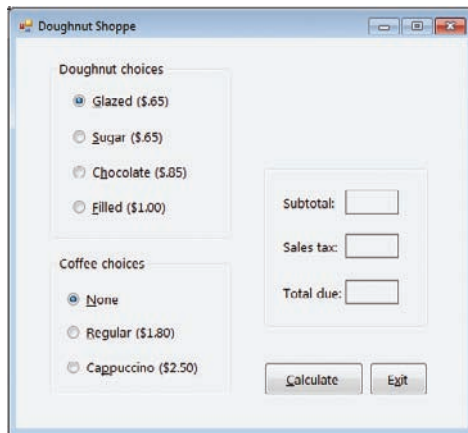 Doughnut Shoppe
Doughnut choices
Glazed ($.65)
Sugar ($.65)
Chocolate ($.85)
Filled ($1.00)
Coffee choices
None
Regular ($1.80)
Cappuccino ($2.50)
Subtotal:
Sales tax:
Total due:
Calculate
Exit